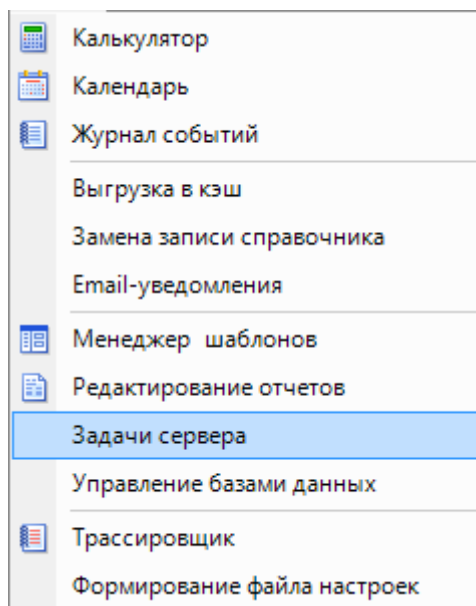 Калькулятор
Календарь
Журнал событий
Выгрузка в кэш
Замена записи справочника
Email-уведомления
Менеджер  шаблонов
Редактирование отчетов
Задачи сервера
Управление базами данных
Трассировщик
Формирование файла настроек